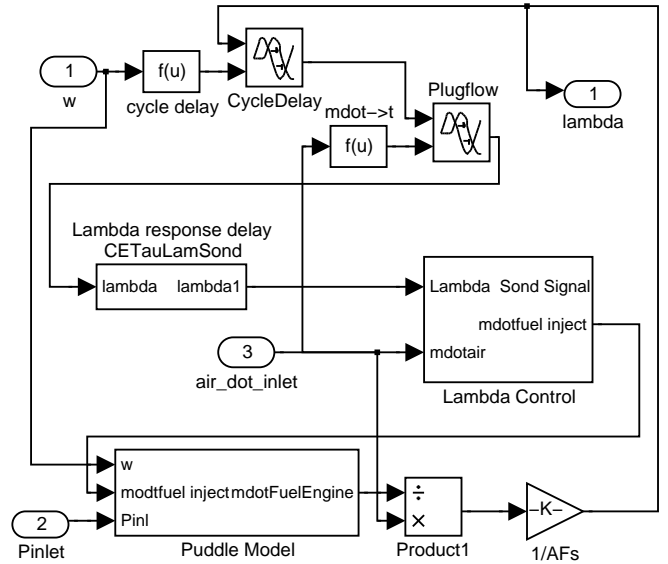 1
w
f(u)
cycle delay
CycleDelay
Plugflow
1
lambda
mdot−>t
f(u)
Lambda response delay
CETauLamSond
lambda lambda1
Lambda Sond Signal
mdotfuel inject
mdotair
Lambda Control
3
air_dot_inlet
w
modtfuel inject mdotFuelEngine
Pinl
Puddle Model
2
Pinlet
÷
×
Product1
−K−
1/AFs